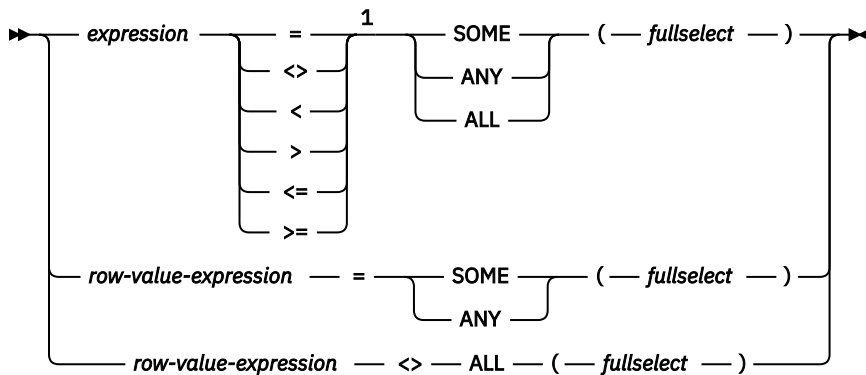 1
expression = SOME ( fullselect )
<> ANY
< ALL
>
<=
>=
row-value-expression = SOME ( fullselect )
ANY
row-value-expression <> ALL ( fullselect )